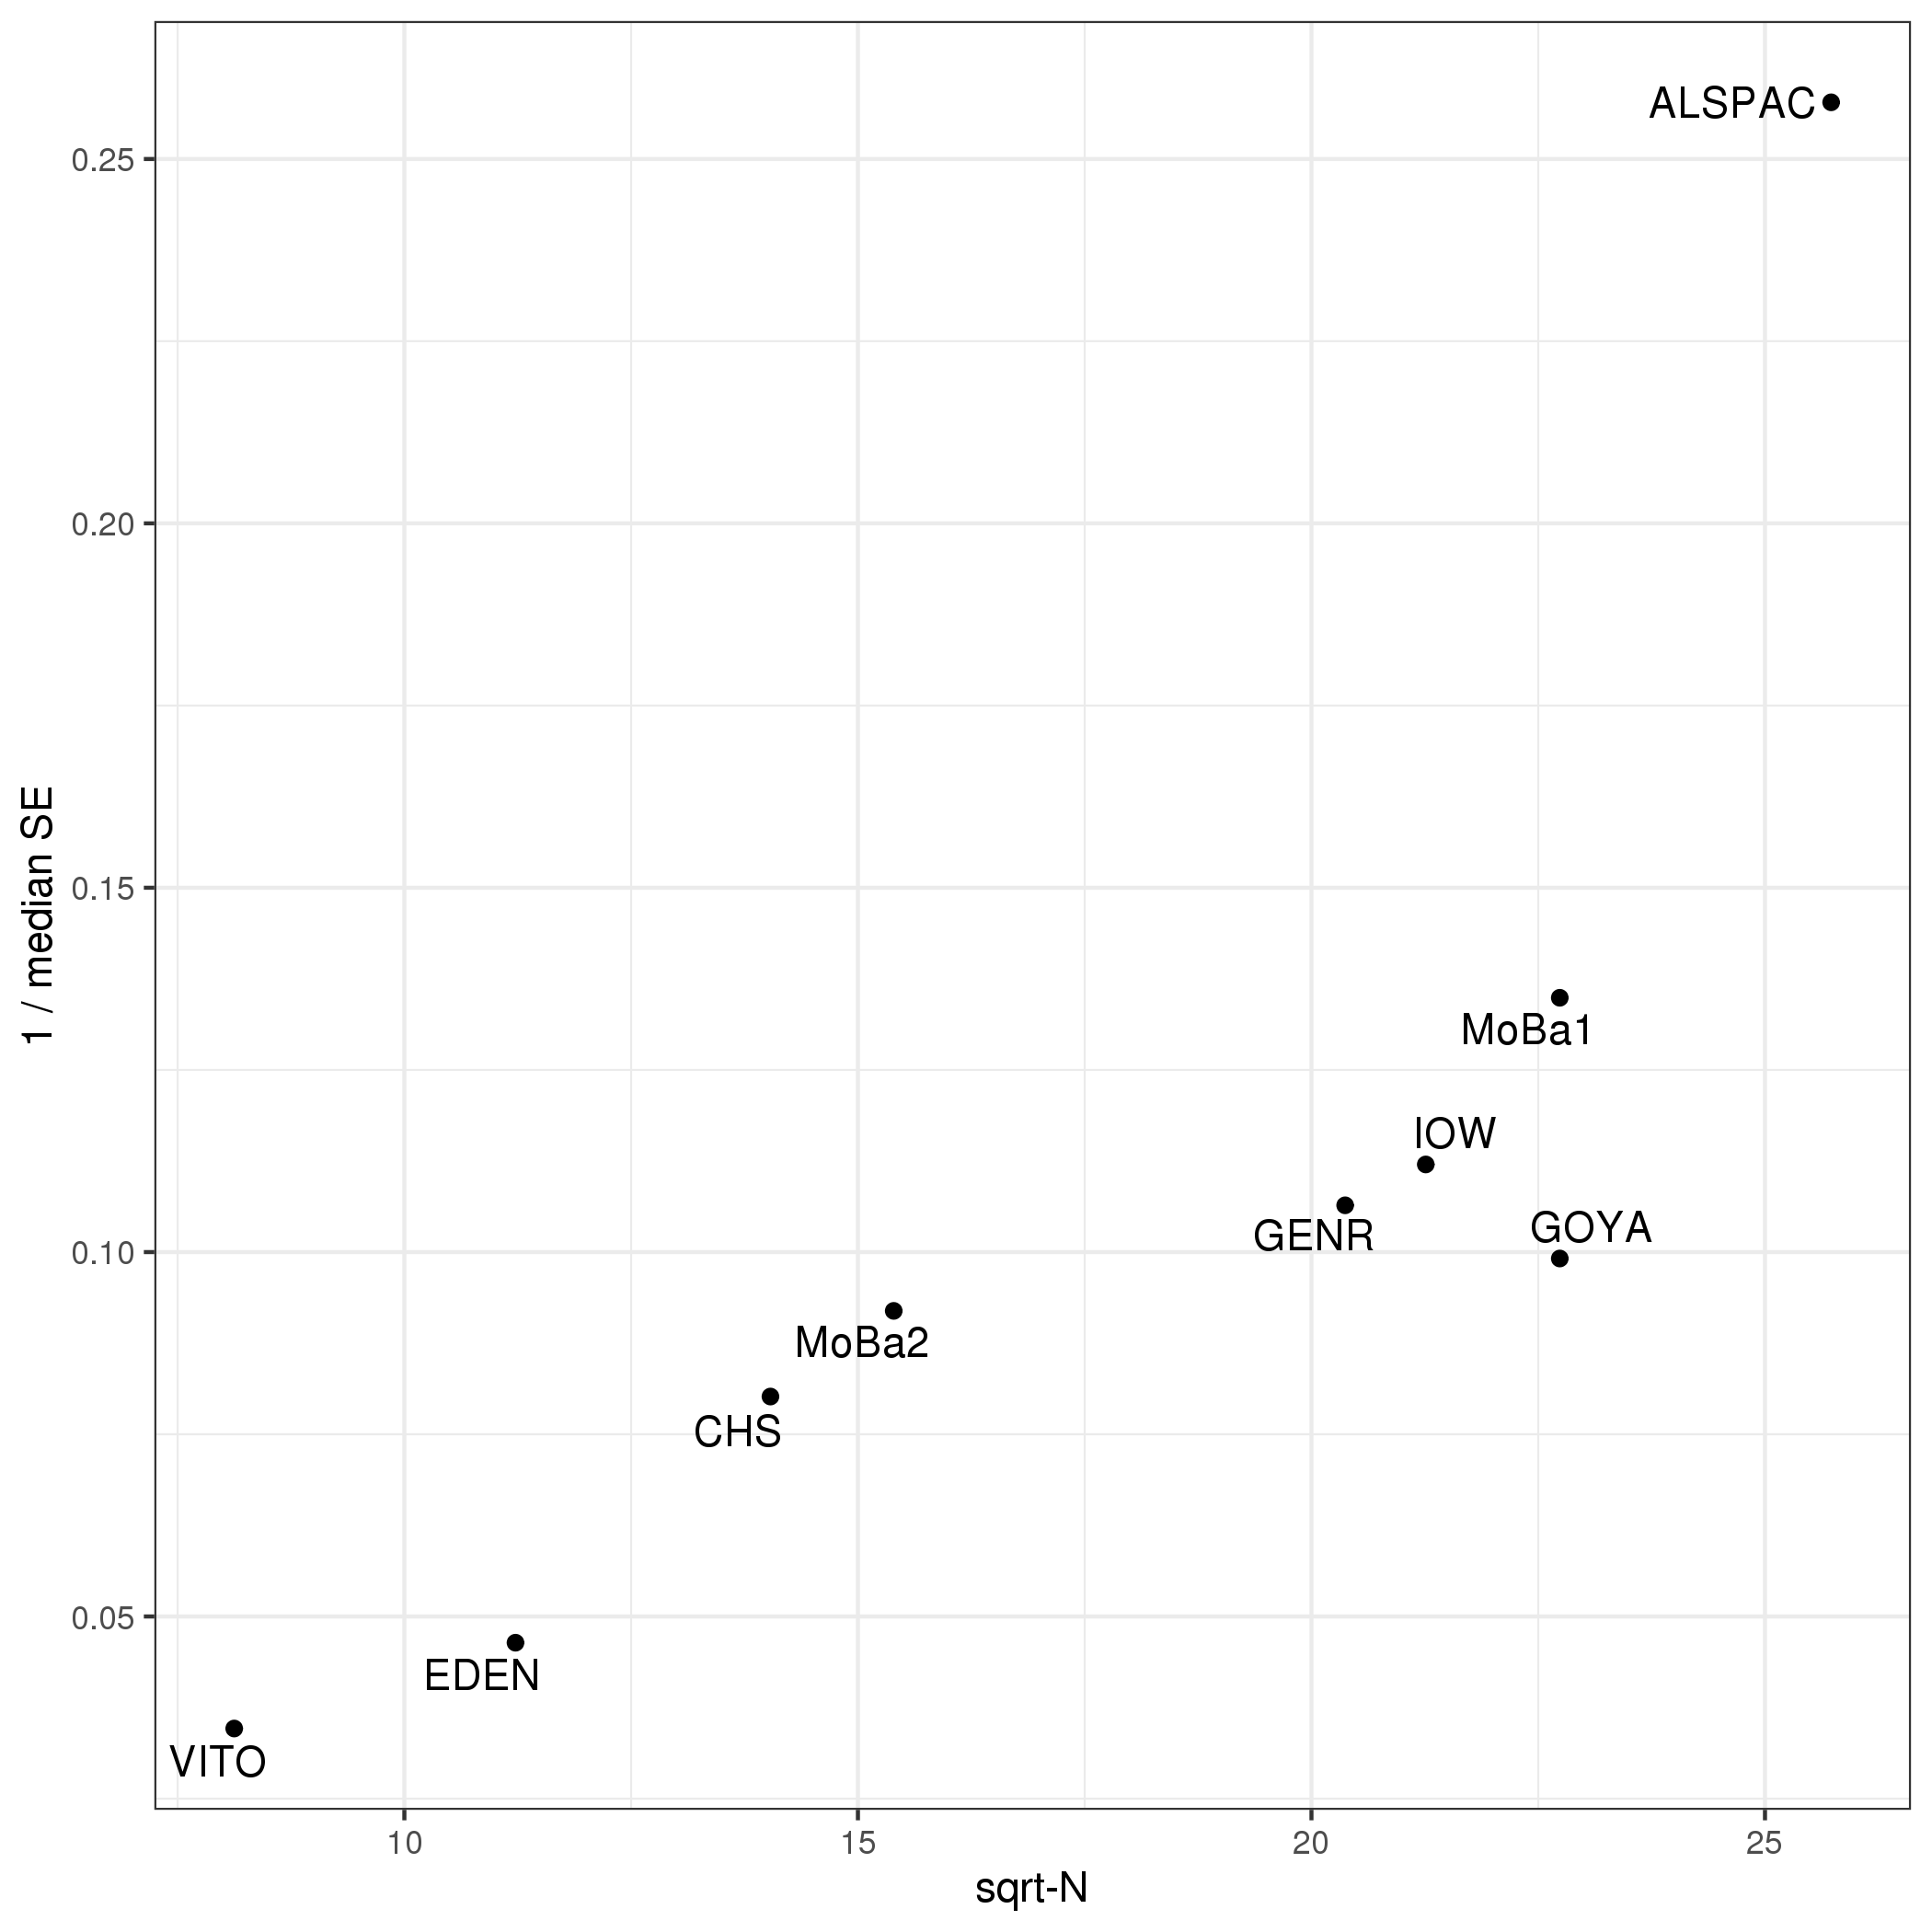 ALSPAC
0.25
0.20
0.15
MoBa1
IOW
GOYA
GENR
0.10
MoBa2
CHS
0.05
EDEN
VITO
1 / median SE
10 15 20 25
sqrt-N